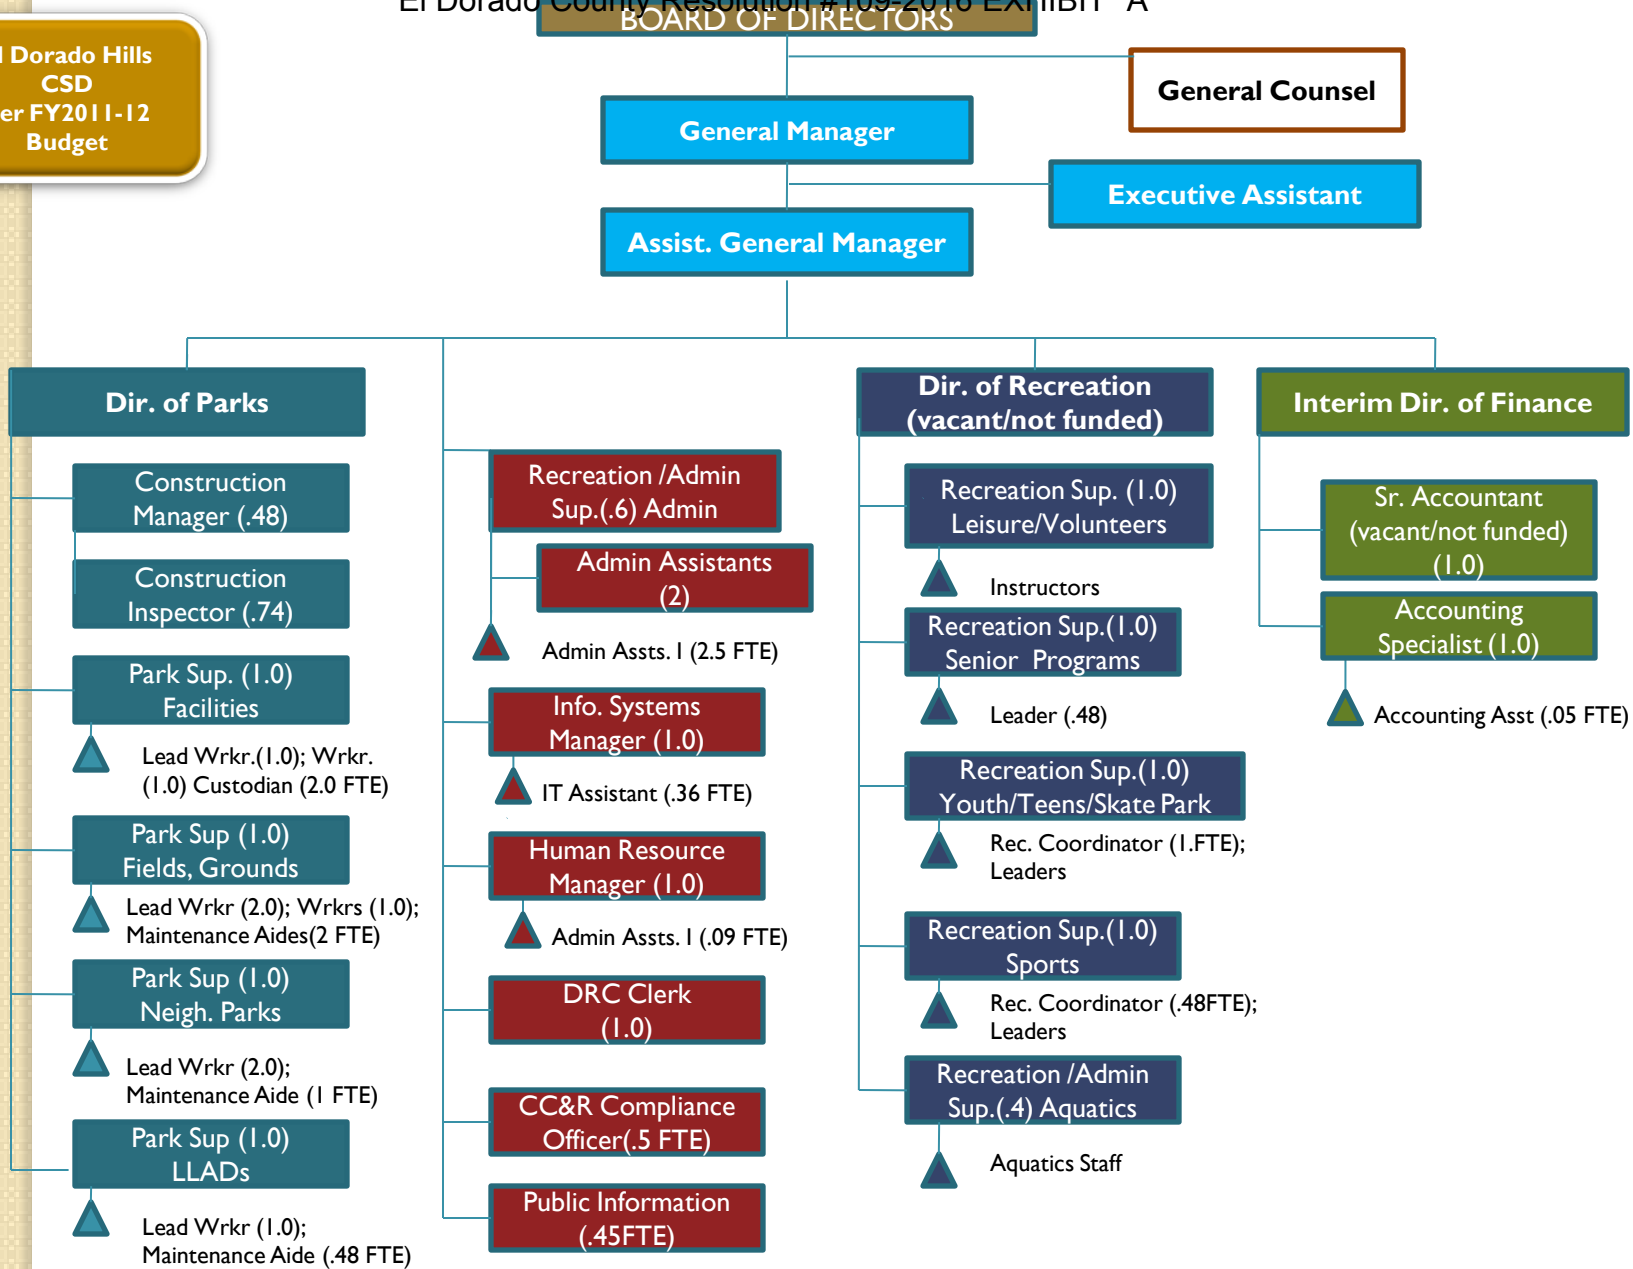 El Dorado County Resolution #109-2016 EXHIBIT "A"
BOARD OF DIRECTORS
Dorado Hills
CSD
FY2011-12
Budget
General Counsel
General Manager
Executive Assistant
Assist. General Manager
Dir. of Parks
Construction
Manager (.48)
Construction
Inspector (.74)
Park Sup. (1.0)
Facilities
Lead Wrkr.(1.0); Wrkr.
(1.0) Custodian (2.0 FTE)
Park Sup (1.0)
Fields, Grounds
Lead Wrkr (2.0); Wrkrs (1.0);
Maintenance Aides(2 FTE)
Park Sup (1.0)
Neigh. Parks
Lead Wrkr (2.0);
Maintenance Aide (1 FTE)
Park Sup (1.0)
LLADs
Lead Wrkr (1.0);
Maintenance Aide (.48 FTE)
Recreation /Admin
Sup.(.6) Admin
Admin Assistants
(2)
Admin Assts. I (2.5 FTE)
Info. Systems
Manager (1.0)
IT Assistant (.36 FTE)
Human Resource
Manager (1.0)
Admin Assts. I (.09 FTE)
DRC Clerk
(1.0)
CC&R Compliance
Officer(.5 FTE)
Public Information
(.45FTE)
Dir. of Recreation
(vacant/not funded)
Recreation Sup. (1.0)
Leisure/Volunteers
Instructors
Recreation Sup.(1.0)
Senior Programs
Leader (.48)
Recreation Sup.(1.0)
Youth/Teens/Skate Park
Rec. Coordinator (1.FTE);
Leaders
Recreation Sup.(1.0)
Sports
Rec. Coordinator (.48FTE);
Leaders
Recreation /Admin
Sup.(.4) Aquatics
Aquatics Staff
Interim Dir. of Finance
Sr. Accountant
(vacant/not funded)
(1.0)
Accounting
Specialist (1.0)
Accounting Asst (.05 FTE)